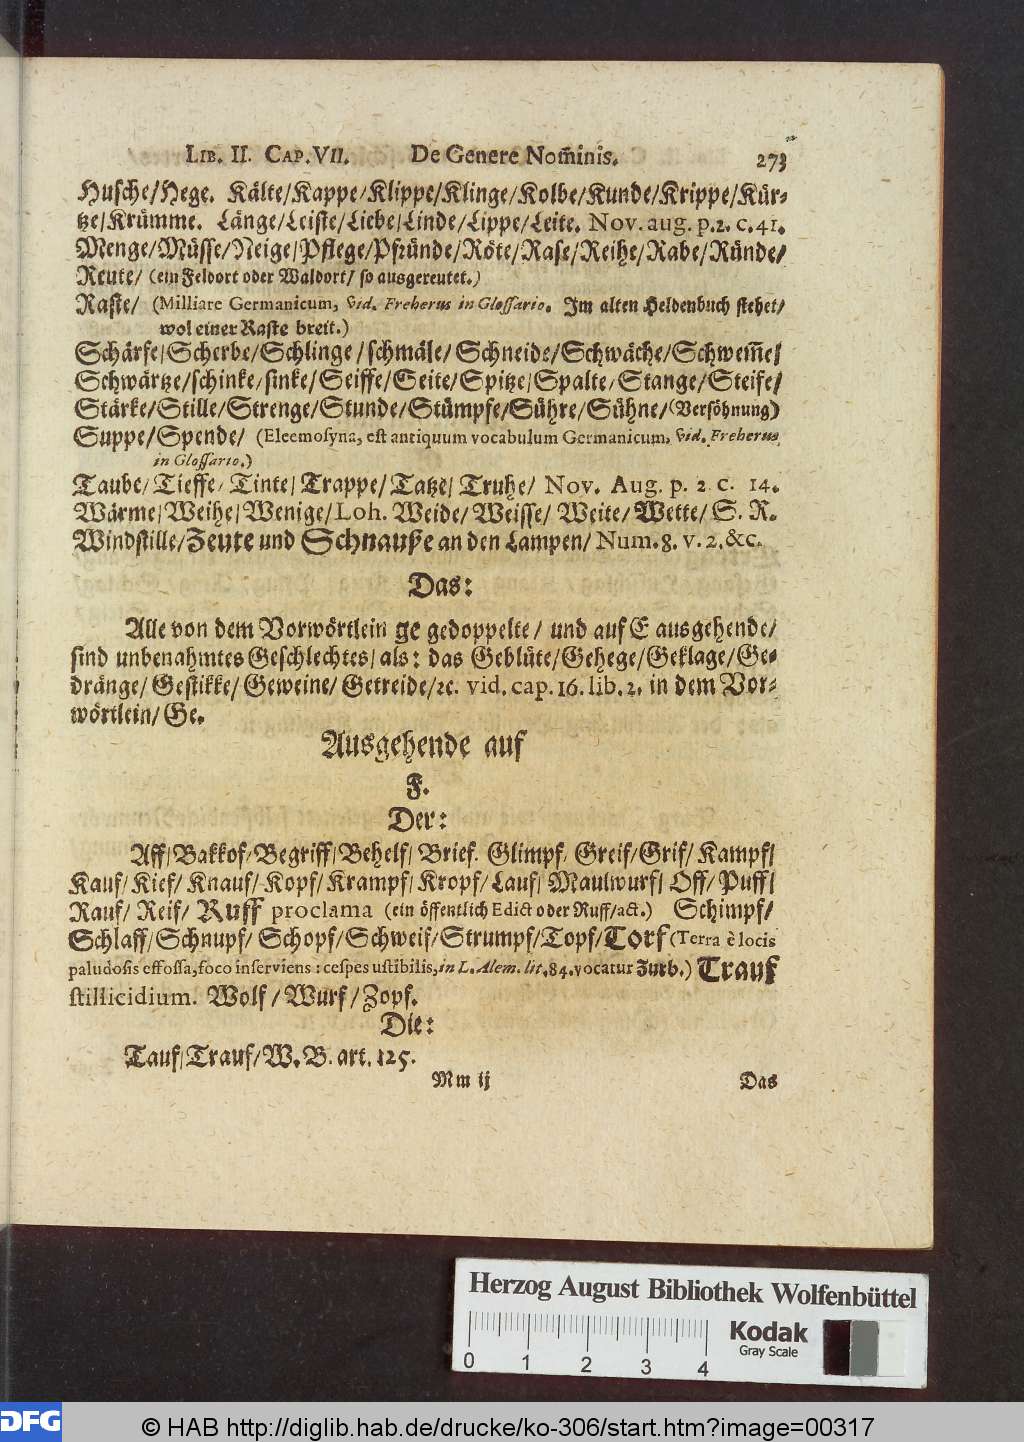 LIB. II. CAP. VII. De Genere Nom̃inis. 273
Husche/Hege. Kälte/Kappe/Klippe/Klinge/Kolbe/Kunde/Krippe/Kür-
tze/Krümme. Länge/Leiste/Liebe/Linde/Lippe/Leite. Nov. aug. p.2. c.41.
Menge/Müsse/Neige/Pflege/Pfründe/Röte/Rase/Reihe/Rabe/Ründe/
Reute/ (ein Feldort oder Waldort/ so ausgereutet.)
Raste/ (Milliare Germanicum, vid. Freherus in Glossario. Im alten Heldenbuch stehet/
wol einer Raste breit.)
Schärfe/Scherbe/Schlinge/schmäle/ Schneide/Schwäche/Schwem̃e/
Schwärtze/schinke/sinke/Seiffe/Seite/Spitze/Spalte/Stange/Steife/
Stärke/Stille/Strenge/Stunde/Stümpfe/Sühre/Sühne/(Versöhnung)
Suppe/Spende/ (Eleemosyna, est antiquum vocabulum Germanicum, vid. Freherus
in Glossario.)
Taube/Tieffe/Tinte/Trappe/Tatze/Truhe/ Nov. Aug. p. 2 c. 14.
Wärme/Weihe/Wenige/Loh. Weide/Weisse/ Weite/Wette/ S. R.
Windstille/Zeute und Schnauße an den Lampen/ Num. 8. v. 2. &c.
Das:
Alle von dem Vorwörtlein ge gedoppelte/ und auf E ausgehende/
sind unbenahmtes Geschlechtes/ als: das Geblüte/Gehege/Geklage/Ge-
dränge/Gestikke/Geweine/Getreide/ꝛc. vid. cap. 16. lib. 2. in dem Vor-
wörtlein/ Ge.
Ausgehende auf
F.
Der:
Aff/Bakkof/Begriff/Behelf/Brief. Glimpf/Greif/Grif/Kampf/
Kauf/Kief/Knauf/Kopf/Krampf/Kropf/Lauf/Maulwurf/Off/Puff/
Rauf/Reif/Ruff proclama (ein öffentlich Edict oder Ruff/act.) Schimpf/
Schlaff/Schnupf/Schopf/Schweif/Strumpf/Topf/Torf (Terra è locis
paludosis effossa, foco inserviens: cespes ustibilis, in L. Alem. lit. 84. vocatur Zurb.) Trauf
stillicidium. Wolf/Wurf/Zopf.
Die:
Tauf/Trauf/W. B. art. 125.
Mm ij Das
Herzog August Bibliothek Wolfenbüttel
Kodak
Gray Scale
0 1 2 3 4
DFG © HAB http://diglib.hab.de/drucke/ko-306/start.htm?image=00317